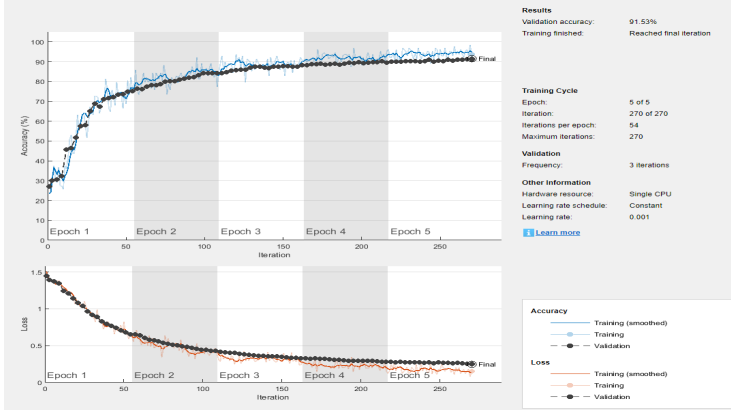 Results
Validation accuracy: 91.53%
Training finished: Reached final iteration
Training Cycle
Epoch: 5 of 5
Iteration: 270 of 270
Iterations per epoch: 54
Maximum iterations: 270
Validation
Frequency: 3 iterations
Other Information
Hardware resource: Single CPU
Learning rate schedule: Constant
Learning rate: 0.001
i Learn more
Accuracy (%)
100
90
80
70
60
50
40
30
20
10
0
Final
Epoch 1 Epoch 2 Epoch 3 Epoch 4 Epoch 5
0 50 100 150 200 250
Iteration
Loss
1.5
1
0.5
0
Final
Epoch 1 Epoch 2 Epoch 3 Epoch 4 Epoch 5
0 50 100 150 200 250
Iteration
Accuracy
Training (smoothed)
Training
Validation
Loss
Training (smoothed)
Training
Validation